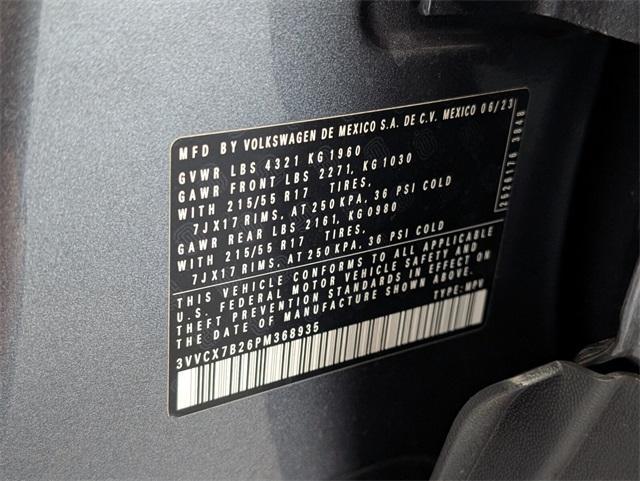 MFD BY VOLKSWAGEN DE MEXICO S.A. DE C.V. MEXICO 06/23
GVWR LBS 4321 KG 1960
GAWR FRONT LBS 2271, KG 1030
WITH 215/55 R17 TIRES,
7JX17 RIMS, AT 250 KPA, 36 PSI COLD
GAWR REAR LBS 2161, KG 0980
WITH 215/55 R17 TIRES,
7JX17 RIMS, AT 250 KPA, 36 PSI COLD
THIS VEHICLE CONFORMS TO ALL APPLICABLE
U.S. FEDERAL MOTOR VEHICLE SAFETY AND
THEFT PREVENTION STANDARDS IN EFFECT ON
DATE OF MANUFACTURE SHOWN ABOVE.
3VVCX7B26PM368935 TYPE: MPV